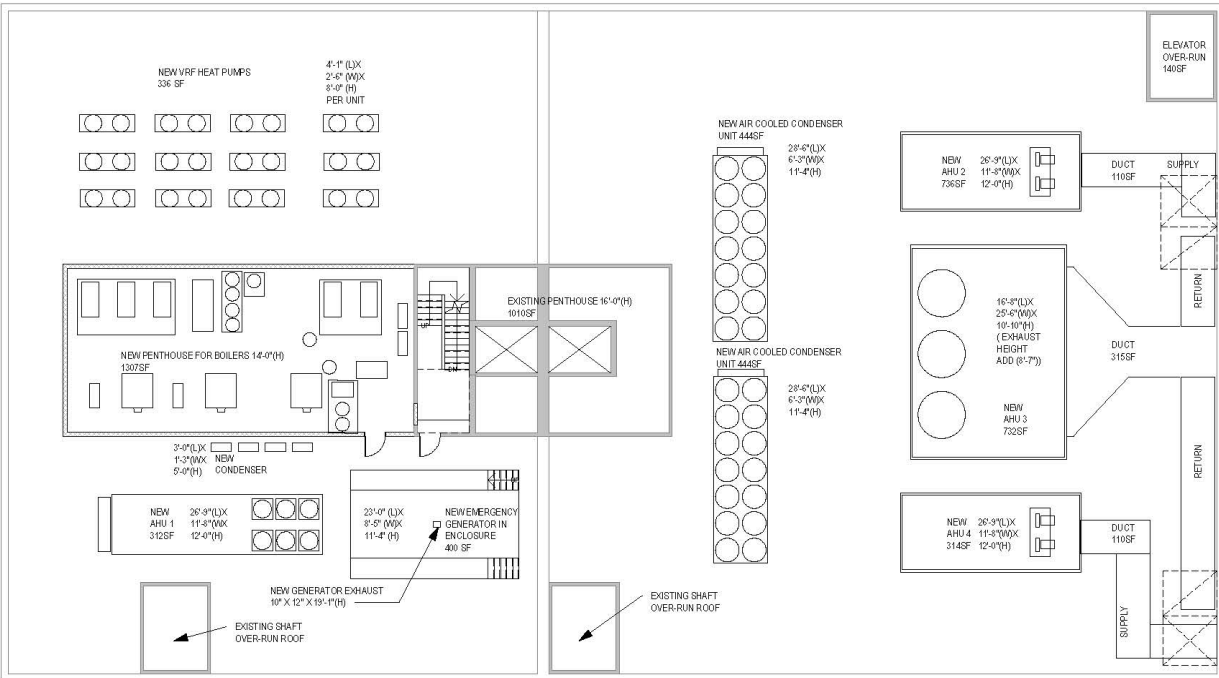 NEW VRF HEAT PUMPS
336 SF
4'-1" (L)X
2'-6" (W)X
8'-0" (H)
PER UNIT
ELEVATOR
OVER-RUN
140SF
NEW AIR COOLED CONDENSER
UNIT 444SF
28'-6"(L)X
6'-3"(W)X
11'-4"(H)
NEW
AHU 2
736SF
26'-9"(L)X
11'-8"(W)X
12'-0"(H)
DUCT
110SF
SUPPLY
EXISTING PENTHOUSE 16'-0"(H)
1010SF
UP
DN
NEW PENTHOUSE FOR BOILERS 14'-0"(H)
1307SF
NEW AIR COOLED CONDENSER
UNIT 444SF
28'-6"(L)X
6'-3"(W)X
11'-4"(H)
16'-8"(L)X
25'-6"(W)X
10'-10"(H)
( EXHAUST
HEIGHT
ADD (8'-7"))
NEW
AHU 3
732SF
RETURN
DUCT
315SF
RETURN
3'-0"(L)X
1'-3"(W)X
5'-0"(H)
NEW
CONDENSER
NEW
AHU 1
312SF
26'-9"(L)X
11'-8"(W)X
12'-0"(H)
23'-0" (L)X
8'-5" (W)X
11'-4" (H)
NEW EMERGENCY
GENERATOR IN
ENCLOSURE
400 SF
NEW
AHU 4
314SF
26'-9"(L)X
11'-8"(W)X
12'-0"(H)
DUCT
110SF
SUPPLY
NEW GENERATOR EXHAUST
10" X 12" X 19'-1"(H)
EXISTING SHAFT
OVER-RUN ROOF
EXISTING SHAFT
OVER-RUN ROOF